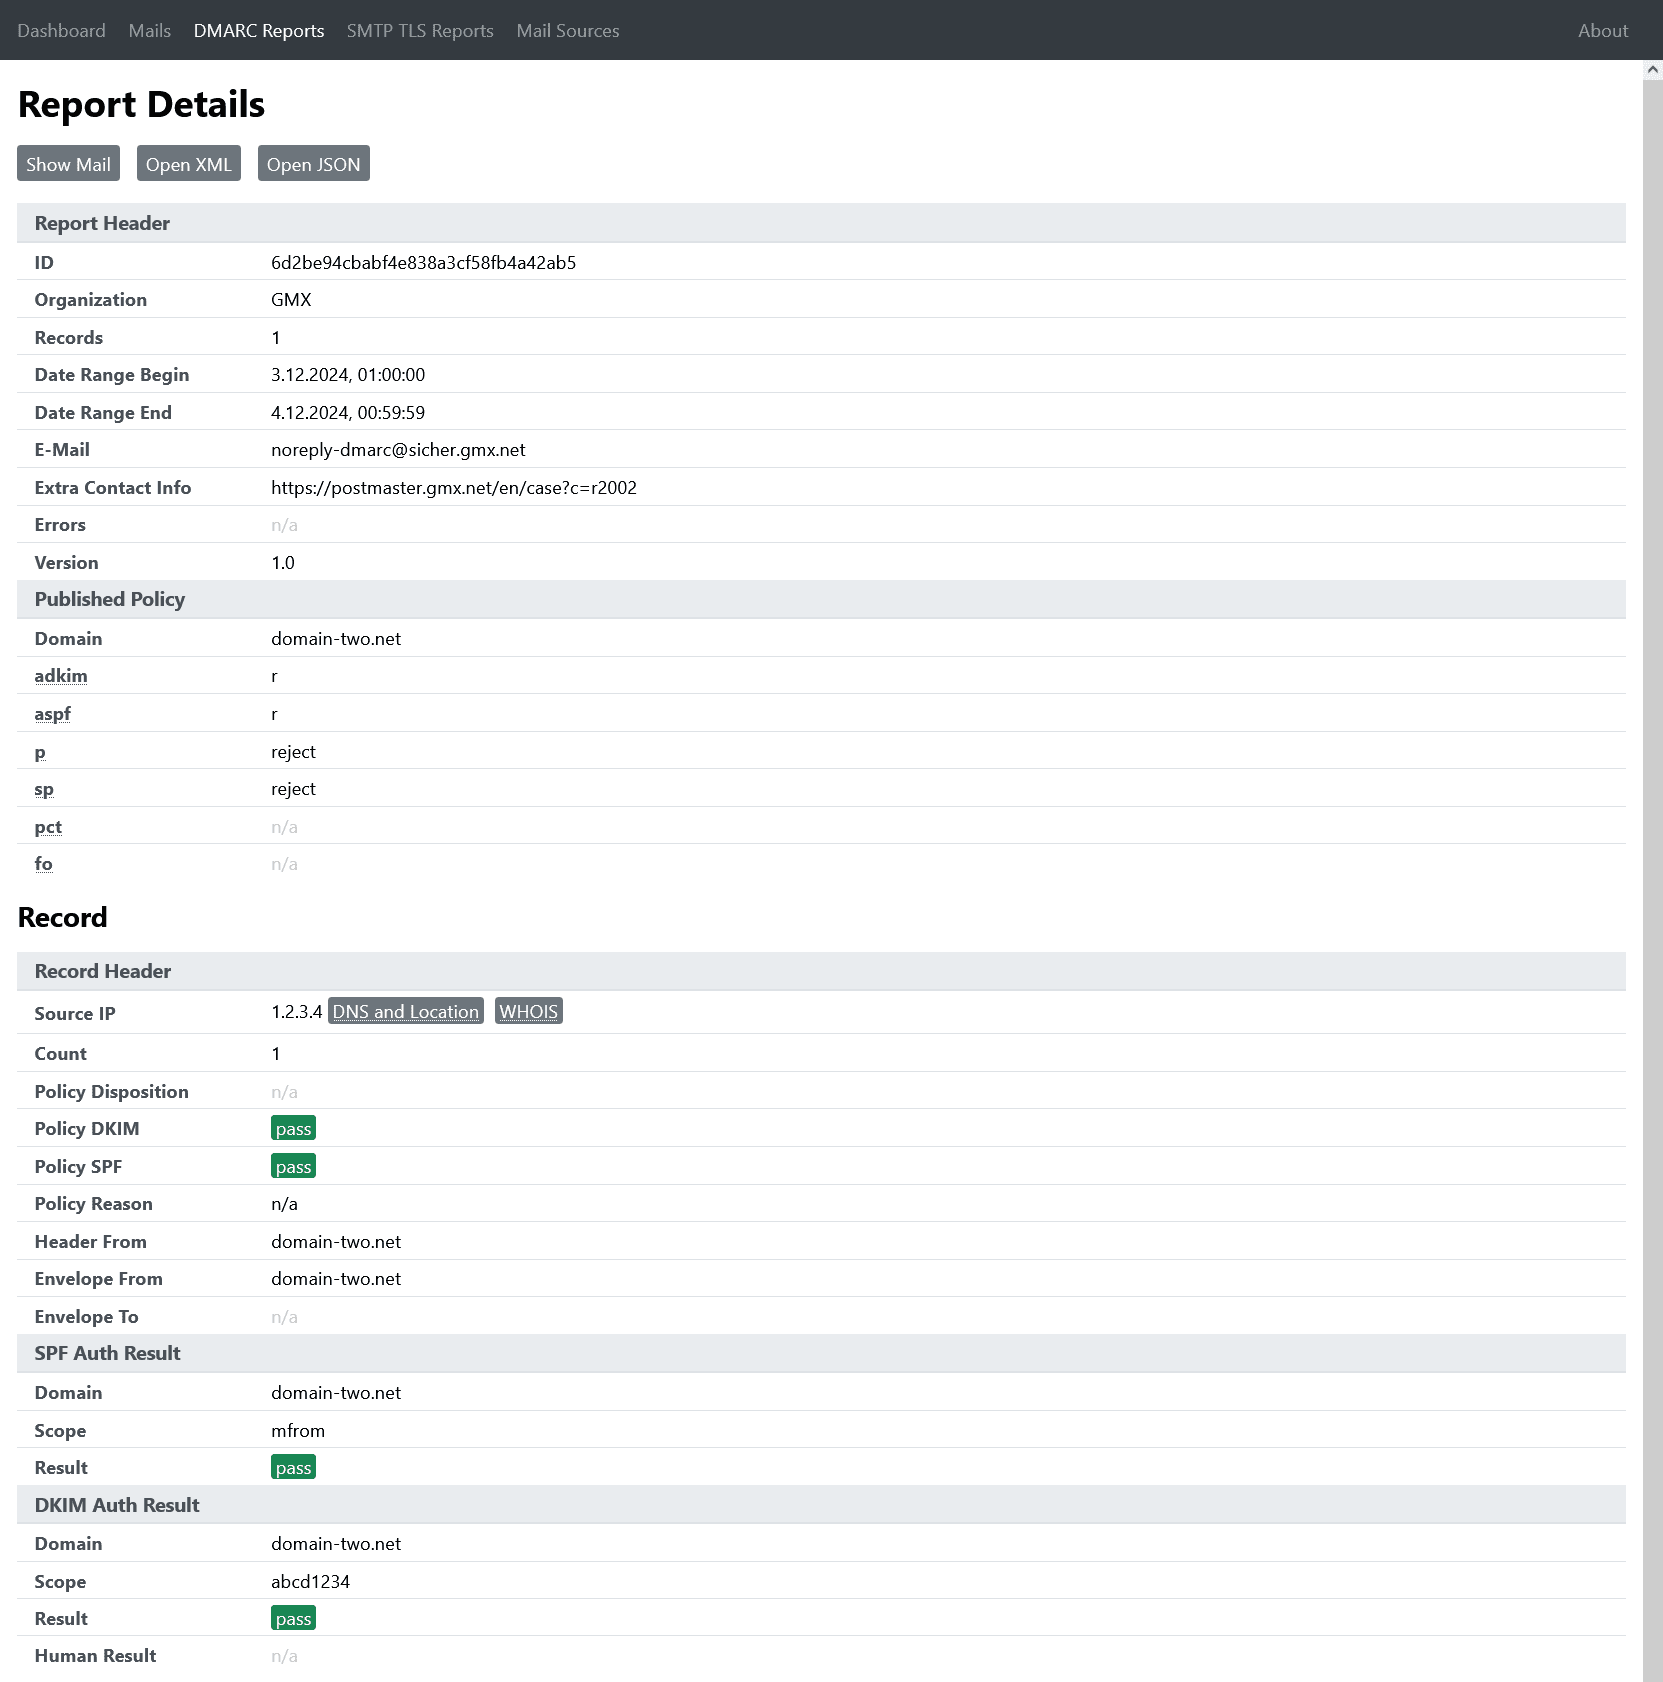 Dashboard Mails DMARC Reports SMTP TLS Reports Mail Sources About
Report Details
Show Mail Open XML Open JSON
Report Header
ID 6d2be94cbabf4e838a3cf58fb4a42ab5
Organization GMX
Records 1
Date Range Begin 3.12.2024, 01:00:00
Date Range End 4.12.2024, 00:59:59
E-Mail noreply-dmarc@sicher.gmx.net
Extra Contact Info https://postmaster.gmx.net/en/case?c=r2002
Errors n/a
Version 1.0
Published Policy
Domain domain-two.net
adkim r
aspf r
p reject
sp reject
pct n/a
fo n/a
Record
Record Header
Source IP 1.2.3.4 DNS and Location WHOIS
Count 1
Policy Disposition n/a
Policy DKIM pass
Policy SPF pass
Policy Reason n/a
Header From domain-two.net
Envelope From domain-two.net
Envelope To n/a
SPF Auth Result
Domain domain-two.net
Scope mfrom
Result pass
DKIM Auth Result
Domain domain-two.net
Scope abcd1234
Result pass
Human Result n/a